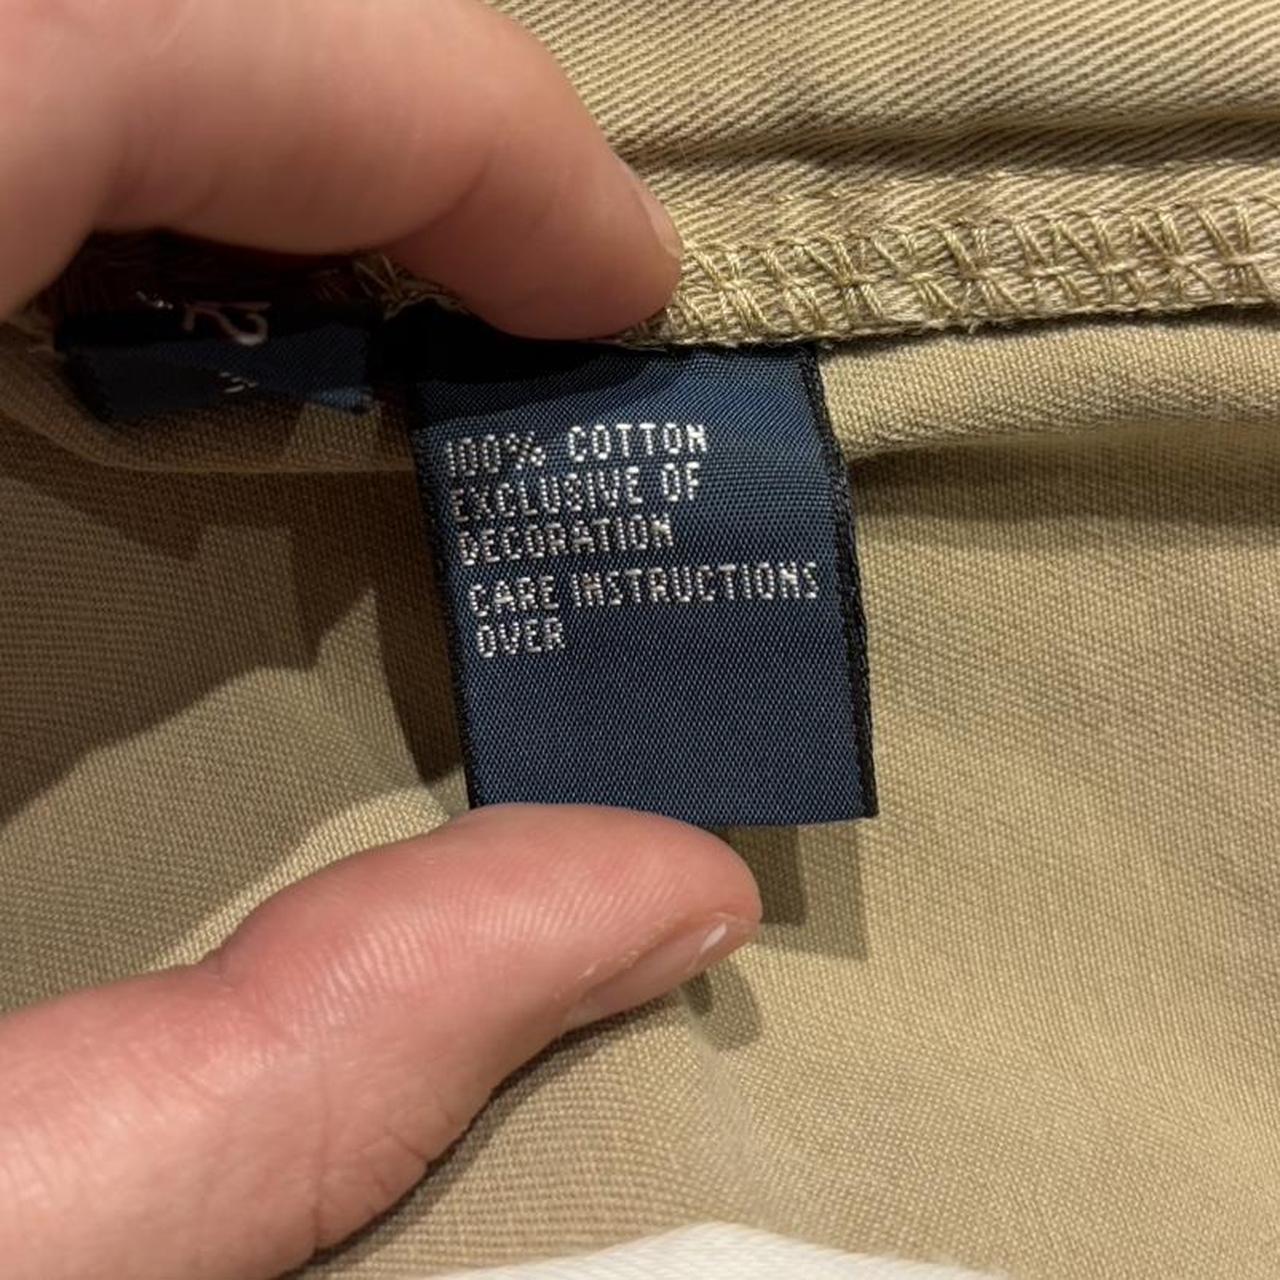 100% COTTON
EXCLUSIVE OF
DECORATION
CARE INSTRUCTIONS
OVER